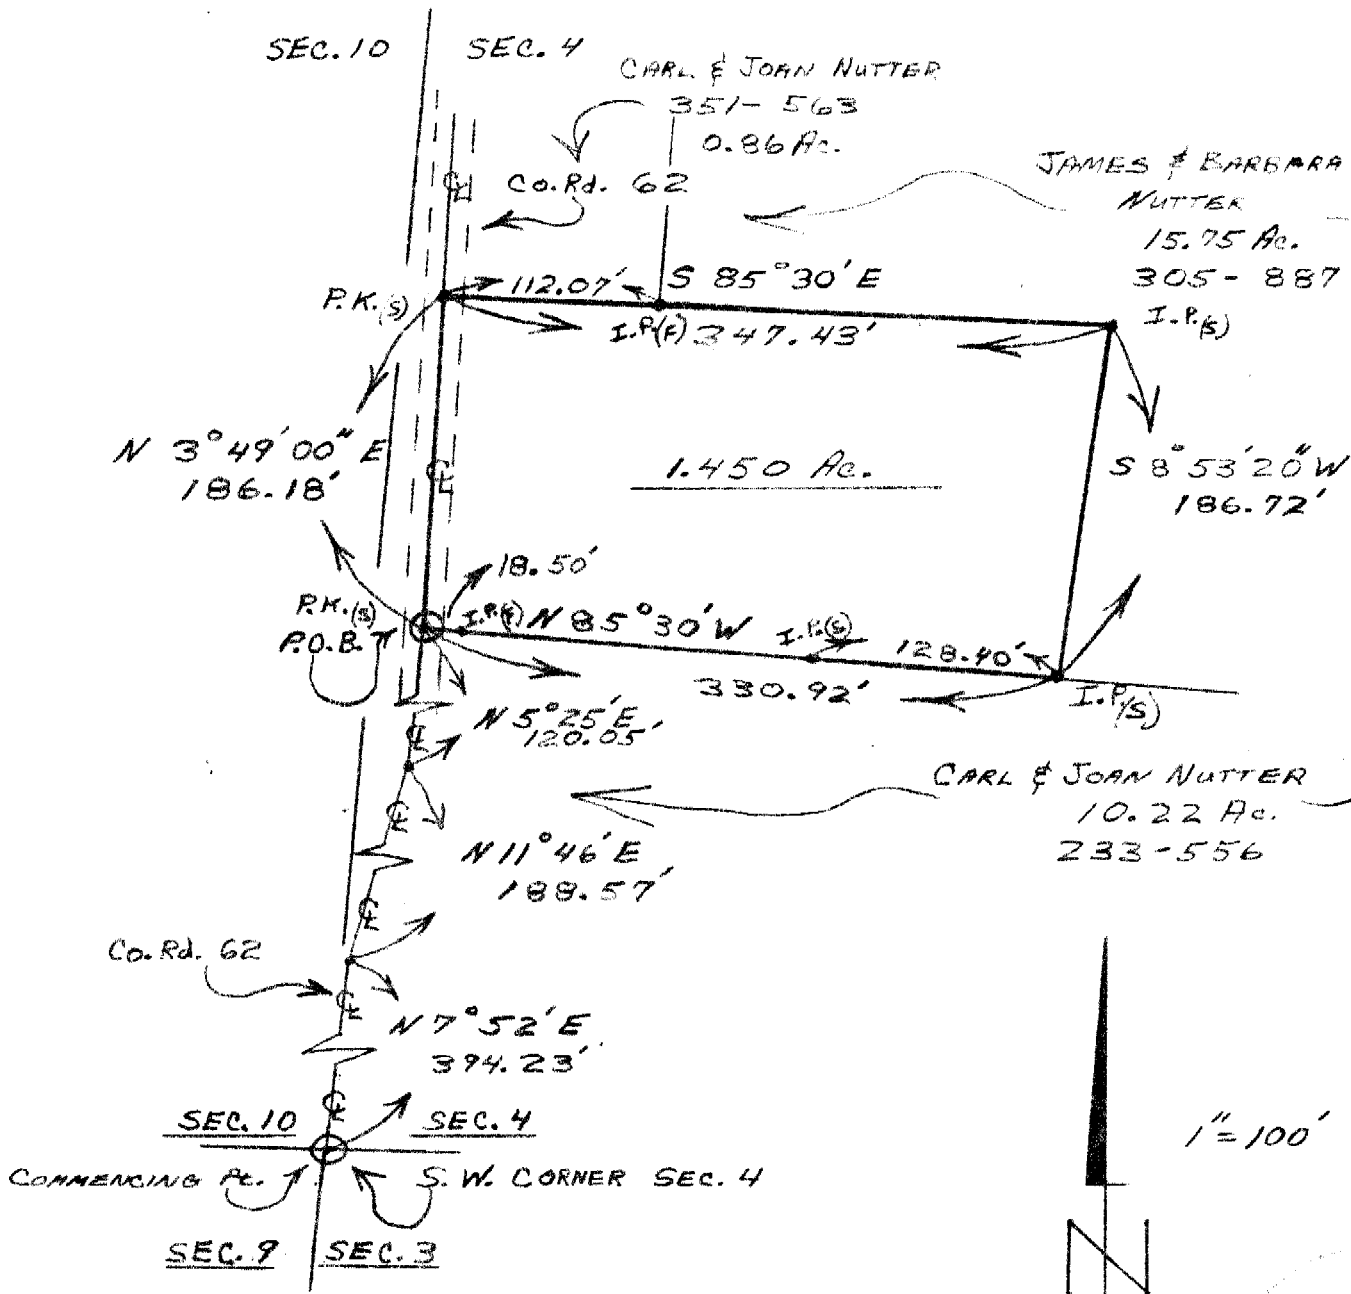 SEC. 10
SEC. 4
CARL & JOAN NUTTER
351-563
0.86 Ac.
JAMES & BARBARA
NUTTER
15.75 Ac.
305-887
℄
Co.Rd. 62
112.07'
S 85°30' E
P.K.(S)
I.P.(F)
347.43'
I.P.(S)
N 3°49'00" E
186.18'
℄
1.450 Ac.
S 8°53'20" W
186.72'
18.50'
P.K.(S)
P.O.B.
I.P.(F)
N 85°30' W
I.P.(S)
128.40'
330.92'
I.P.(S)
N 5°25' E
120.05'
℄
CARL & JOAN NUTTER
10.22 Ac.
233-556
℄
N 11°46' E
188.57'
℄
Co. Rd. 62
℄
N 7°52' E
394.23'
℄
SEC. 10
SEC. 4
1"=100'
COMMENCING Pt.
S. W. CORNER SEC. 4
SEC. 9
SEC. 3
N